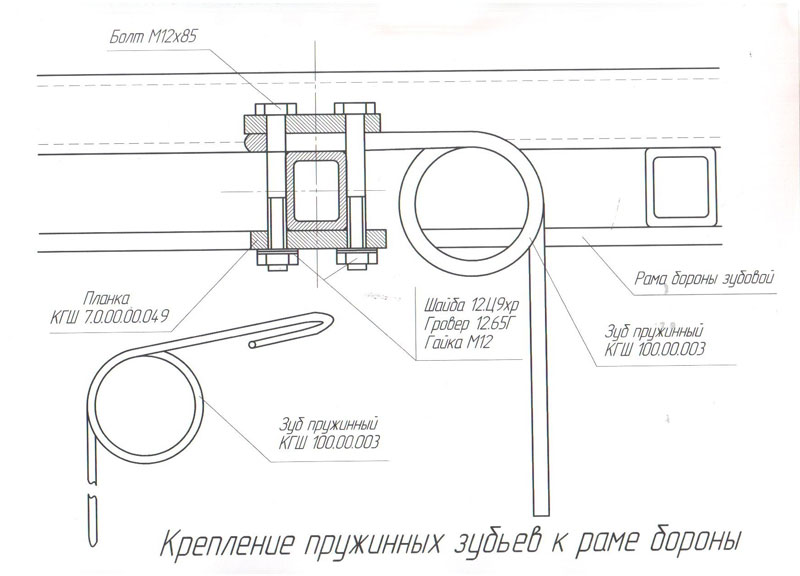 Болт М12х85
Планка
КГШ 7.0.00.00.049
Шайба 12.Ц9хр
Гровер 12.65Г
Гайка М12
Рама бороны зубовой
Зуб пружинный
КГШ 100.00.003
Зуб пружинный
КГШ 100.00.003
Крепление пружинных зубьев к раме бороны